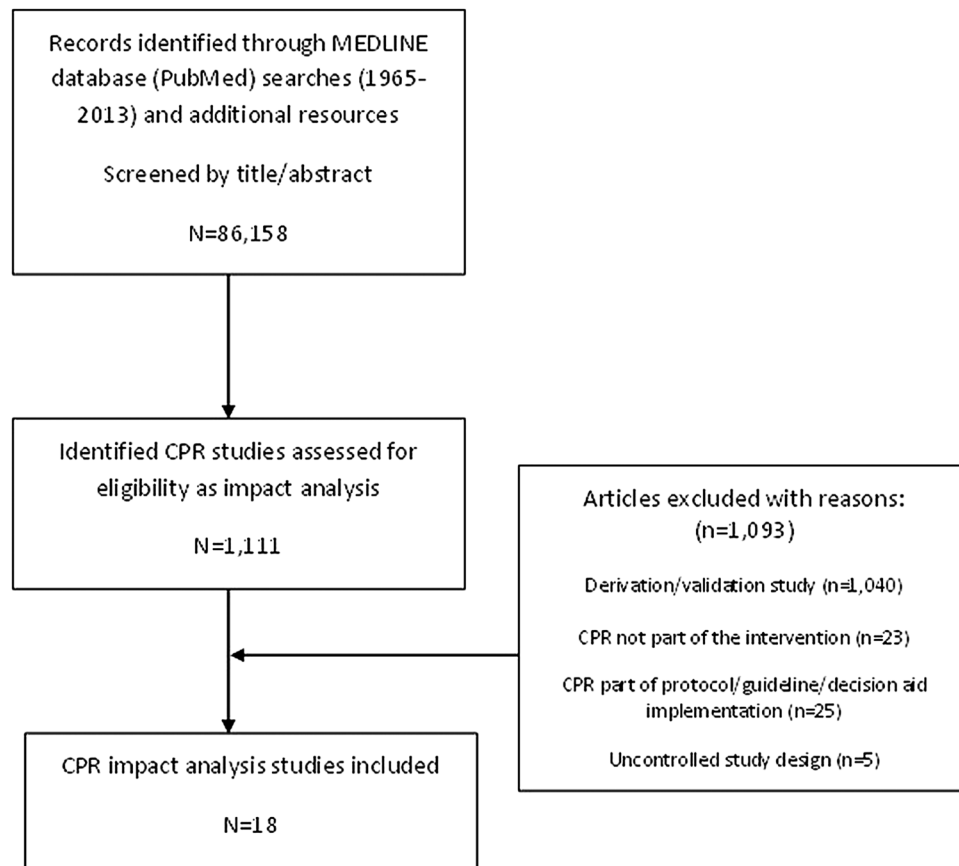 Records identified through MEDLINE
database (PubMed) searches (1965-
2013) and additional resources
Screened by title/abstract
N=86,158
Identified CPR studies assessed for
eligibility as impact analysis
N=1,111
Articles excluded with reasons:
(n=1,093)
Derivation/validation study (n=1,040)
CPR not part of the intervention (n=23)
CPR part of protocol/guideline/decision aid
implementation (n=25)
Uncontrolled study design (n=5)
CPR impact analysis studies included
N=18